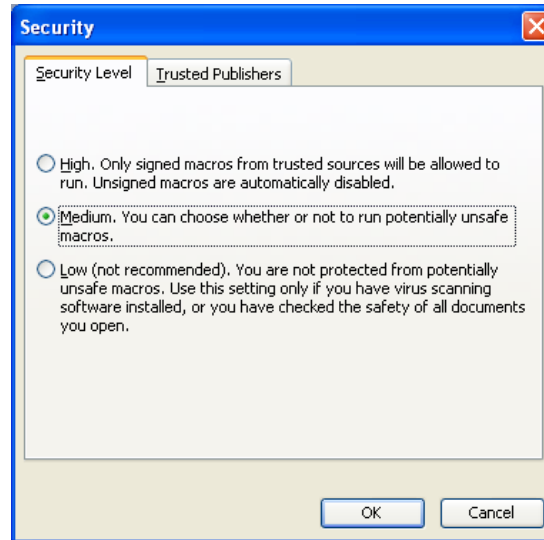 Security
Security Level
Trusted Publishers
High. Only signed macros from trusted sources will be allowed to
run. Unsigned macros are automatically disabled.
Medium. You can choose whether or not to run potentially unsafe
macros.
Low (not recommended). You are not protected from potentially
unsafe macros. Use this setting only if you have virus scanning
software installed, or you have checked the safety of all documents
you open.
OK
Cancel